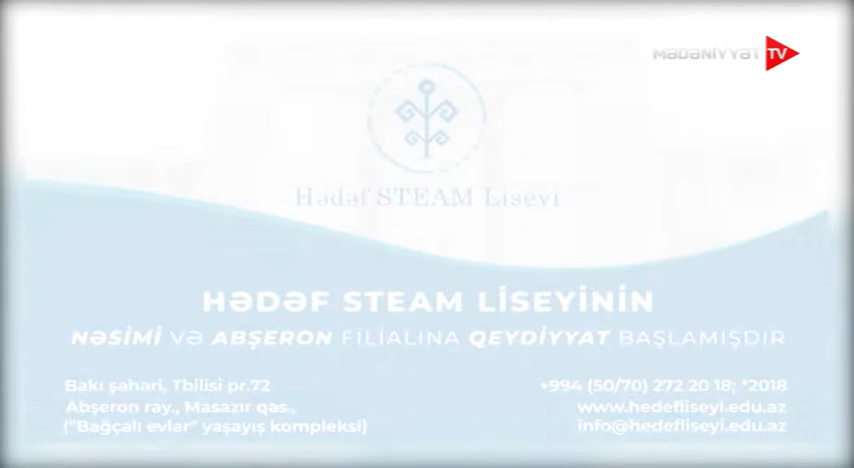 MƏDƏNİYYƏT TV
Hədəf STEAM Liseyi
HƏDƏF STEAM LİSEYİNİN
NƏSİMİ VƏ ABŞERON FİLİALINA QEYDİYYAT BAŞLAMIŞDIR
Bakı şəhəri, Tbilisi pr.72
Abşeron ray., Masazır qəs.,
("Bağçalı evlər" yaşayış kompleksi)
+994 (50/70) 272 20 18; *2018
www.hedefliseyi.edu.az
info@hedefliseyi.edu.az